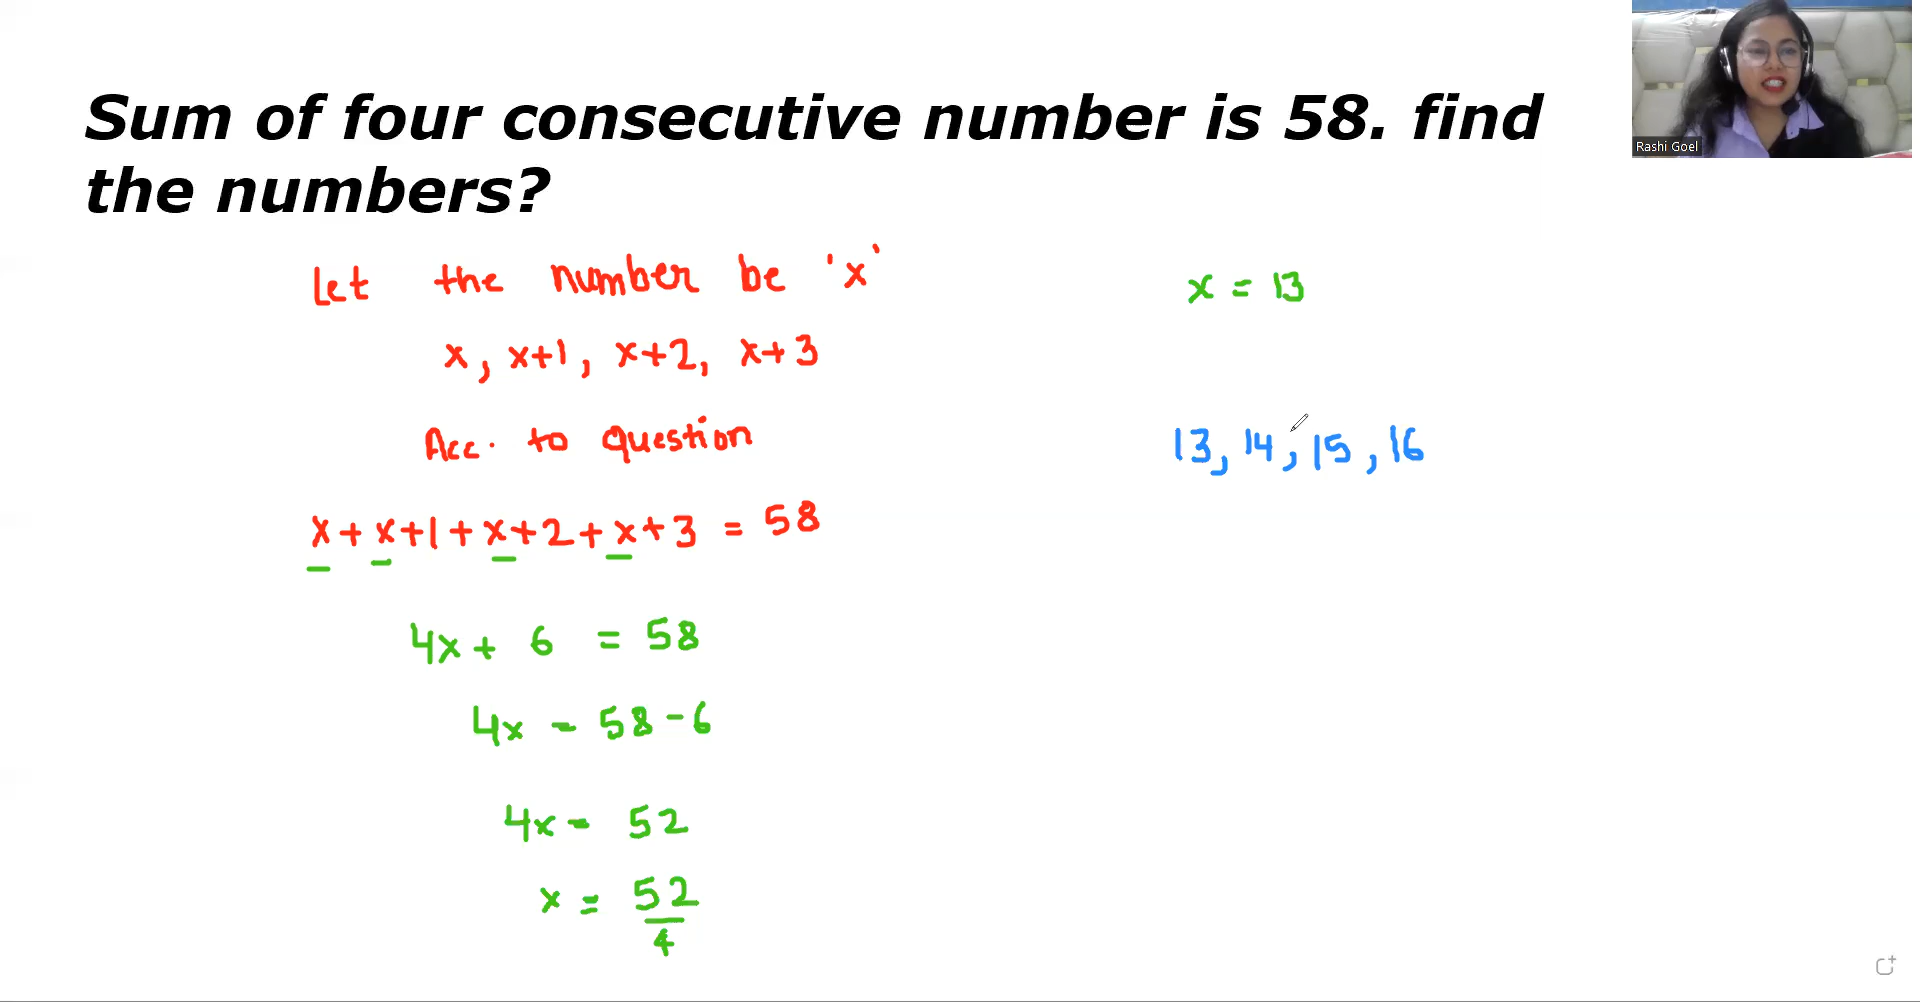 Sum of four consecutive number is 58. find
the numbers?
Rashi Goel
Let the number be 'x'
x, x+1, x+2, x+3
Acc. to question
x + x+1 + x+2 + x+3 = 58
4x + 6 = 58
4x = 58 - 6
4x = 52
x = 52/4
x = 13
13, 14, 15, 16